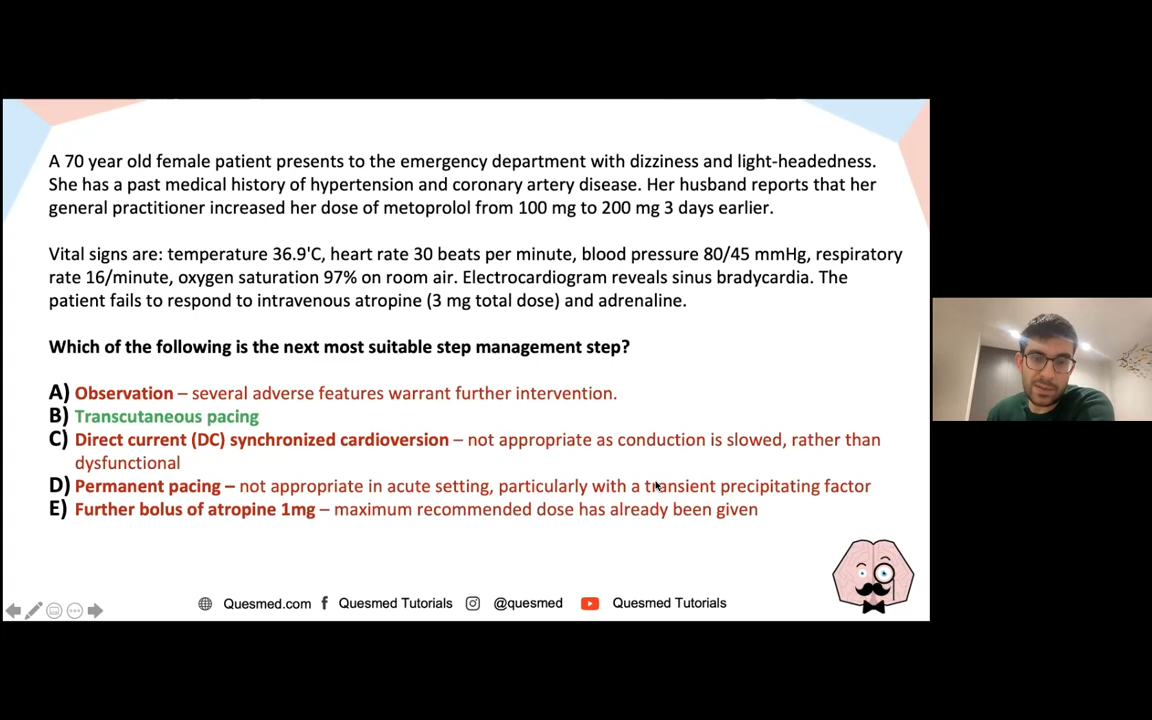 A 70 year old female patient presents to the emergency department with dizziness and light-headedness.
She has a past medical history of hypertension and coronary artery disease. Her husband reports that her
general practitioner increased her dose of metoprolol from 100 mg to 200 mg 3 days earlier.
Vital signs are: temperature 36.9'C, heart rate 30 beats per minute, blood pressure 80/45 mmHg, respiratory
rate 16/minute, oxygen saturation 97% on room air. Electrocardiogram reveals sinus bradycardia. The
patient fails to respond to intravenous atropine (3 mg total dose) and adrenaline.
Which of the following is the next most suitable step management step?
A) Observation – several adverse features warrant further intervention.
B) Transcutaneous pacing
C) Direct current (DC) synchronized cardioversion – not appropriate as conduction is slowed, rather than
dysfunctional
D) Permanent pacing – not appropriate in acute setting, particularly with a transient precipitating factor
E) Further bolus of atropine 1mg – maximum recommended dose has already been given
Quesmed.com f Quesmed Tutorials @quesmed Quesmed Tutorials